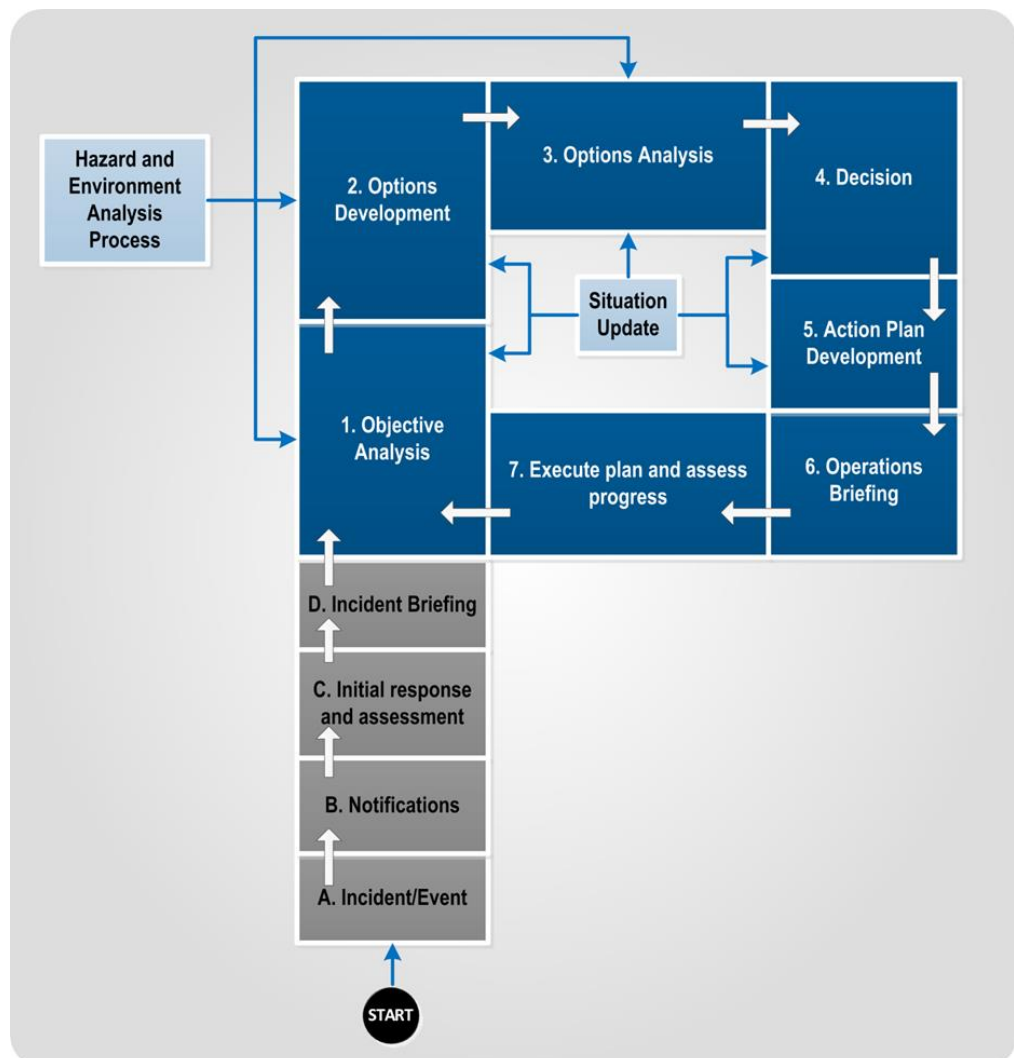 Hazard and
Environment
Analysis
Process
2. Options
Development
3. Options Analysis
4. Decision
Situation
Update
5. Action Plan
Development
1. Objective
Analysis
7. Execute plan and assess
progress
6. Operations
Briefing
D. Incident Briefing
C. Initial response
and assessment
B. Notifications
A. Incident/Event
START